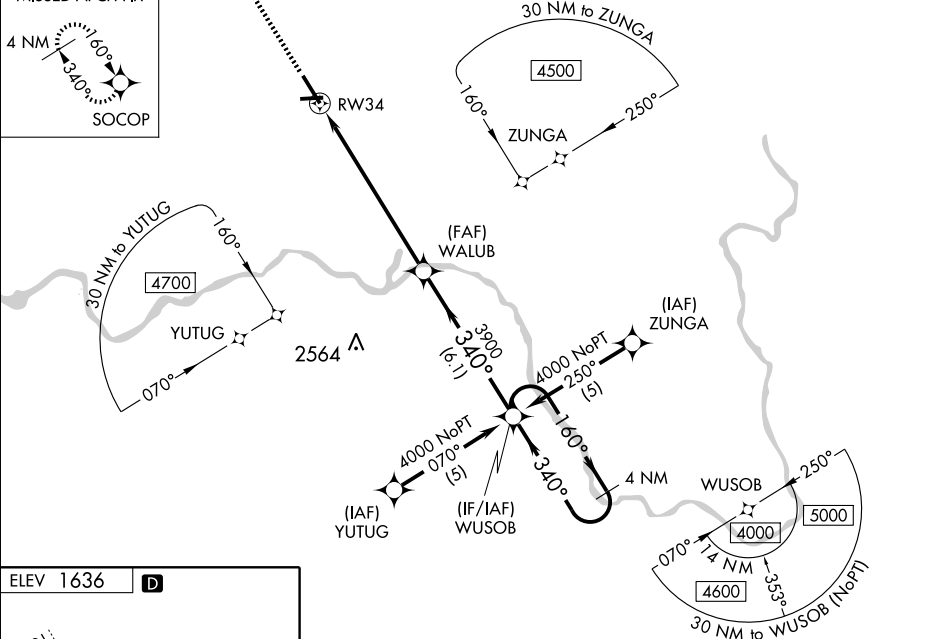 4 NM
160°
340°
SOCOP
RW34
30 NM to ZUNGA
4500
160°
250°
ZUNGA
30 NM to YUTUG
160°
4700
YUTUG
070°
2564
(FAF)
WALUB
3900
340°
(6.1)
(IAF)
ZUNGA
4000 NoPT
250°
(5)
4000 NoPT
070°
(5)
160°
340°
4 NM
(IAF)
YUTUG
(IF/IAF)
WUSOB
WUSOB
250°
5000
4000
070°
14 NM
353°
4600
30 NM to WUSOB (NoPT)
ELEV 1636
D